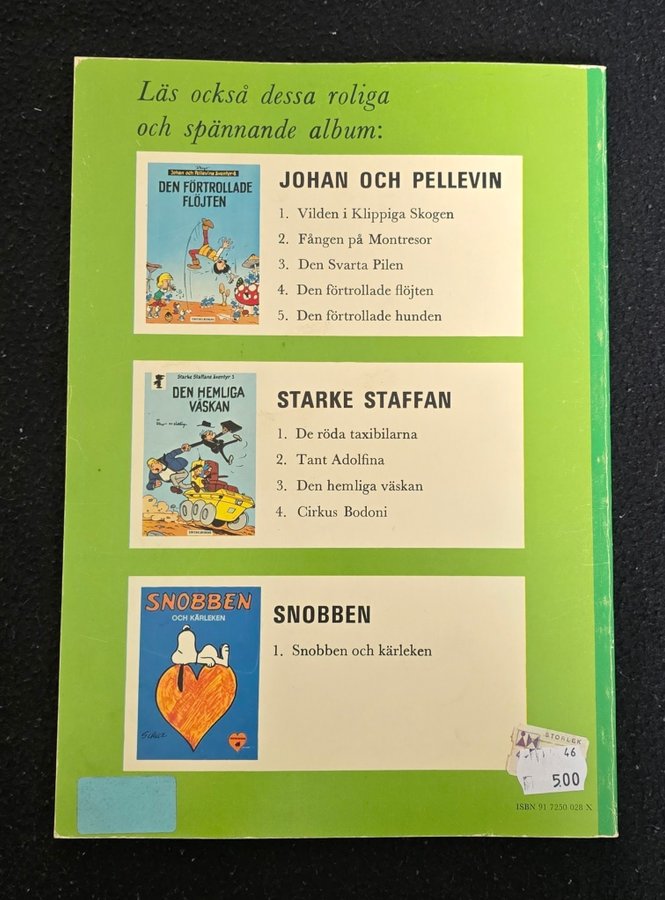 Läs också dessa roliga
och spännande album:
Johan och Pellevins äventyr 4
DEN FÖRTROLLADE
FLÖJTEN
JOHAN OCH PELLEVIN
1. Vilden i Klippiga Skogen
2. Fången på Montresor
3. Den Svarta Pilen
4. Den förtrollade flöjten
5. Den förtrollade hunden
Starke Staffans äventyr 3
DEN HEMLIGA
VÄSKAN
STARKE STAFFAN
1. De röda taxibilarna
2. Tant Adolfina
3. Den hemliga väskan
4. Cirkus Bodoni
SNOBBEN
OCH KÄRLEKEN
SCHULZ
SNOBBEN
1. Snobben och kärleken
STORLEK
46
5.00
ISBN 91 7250 028 X